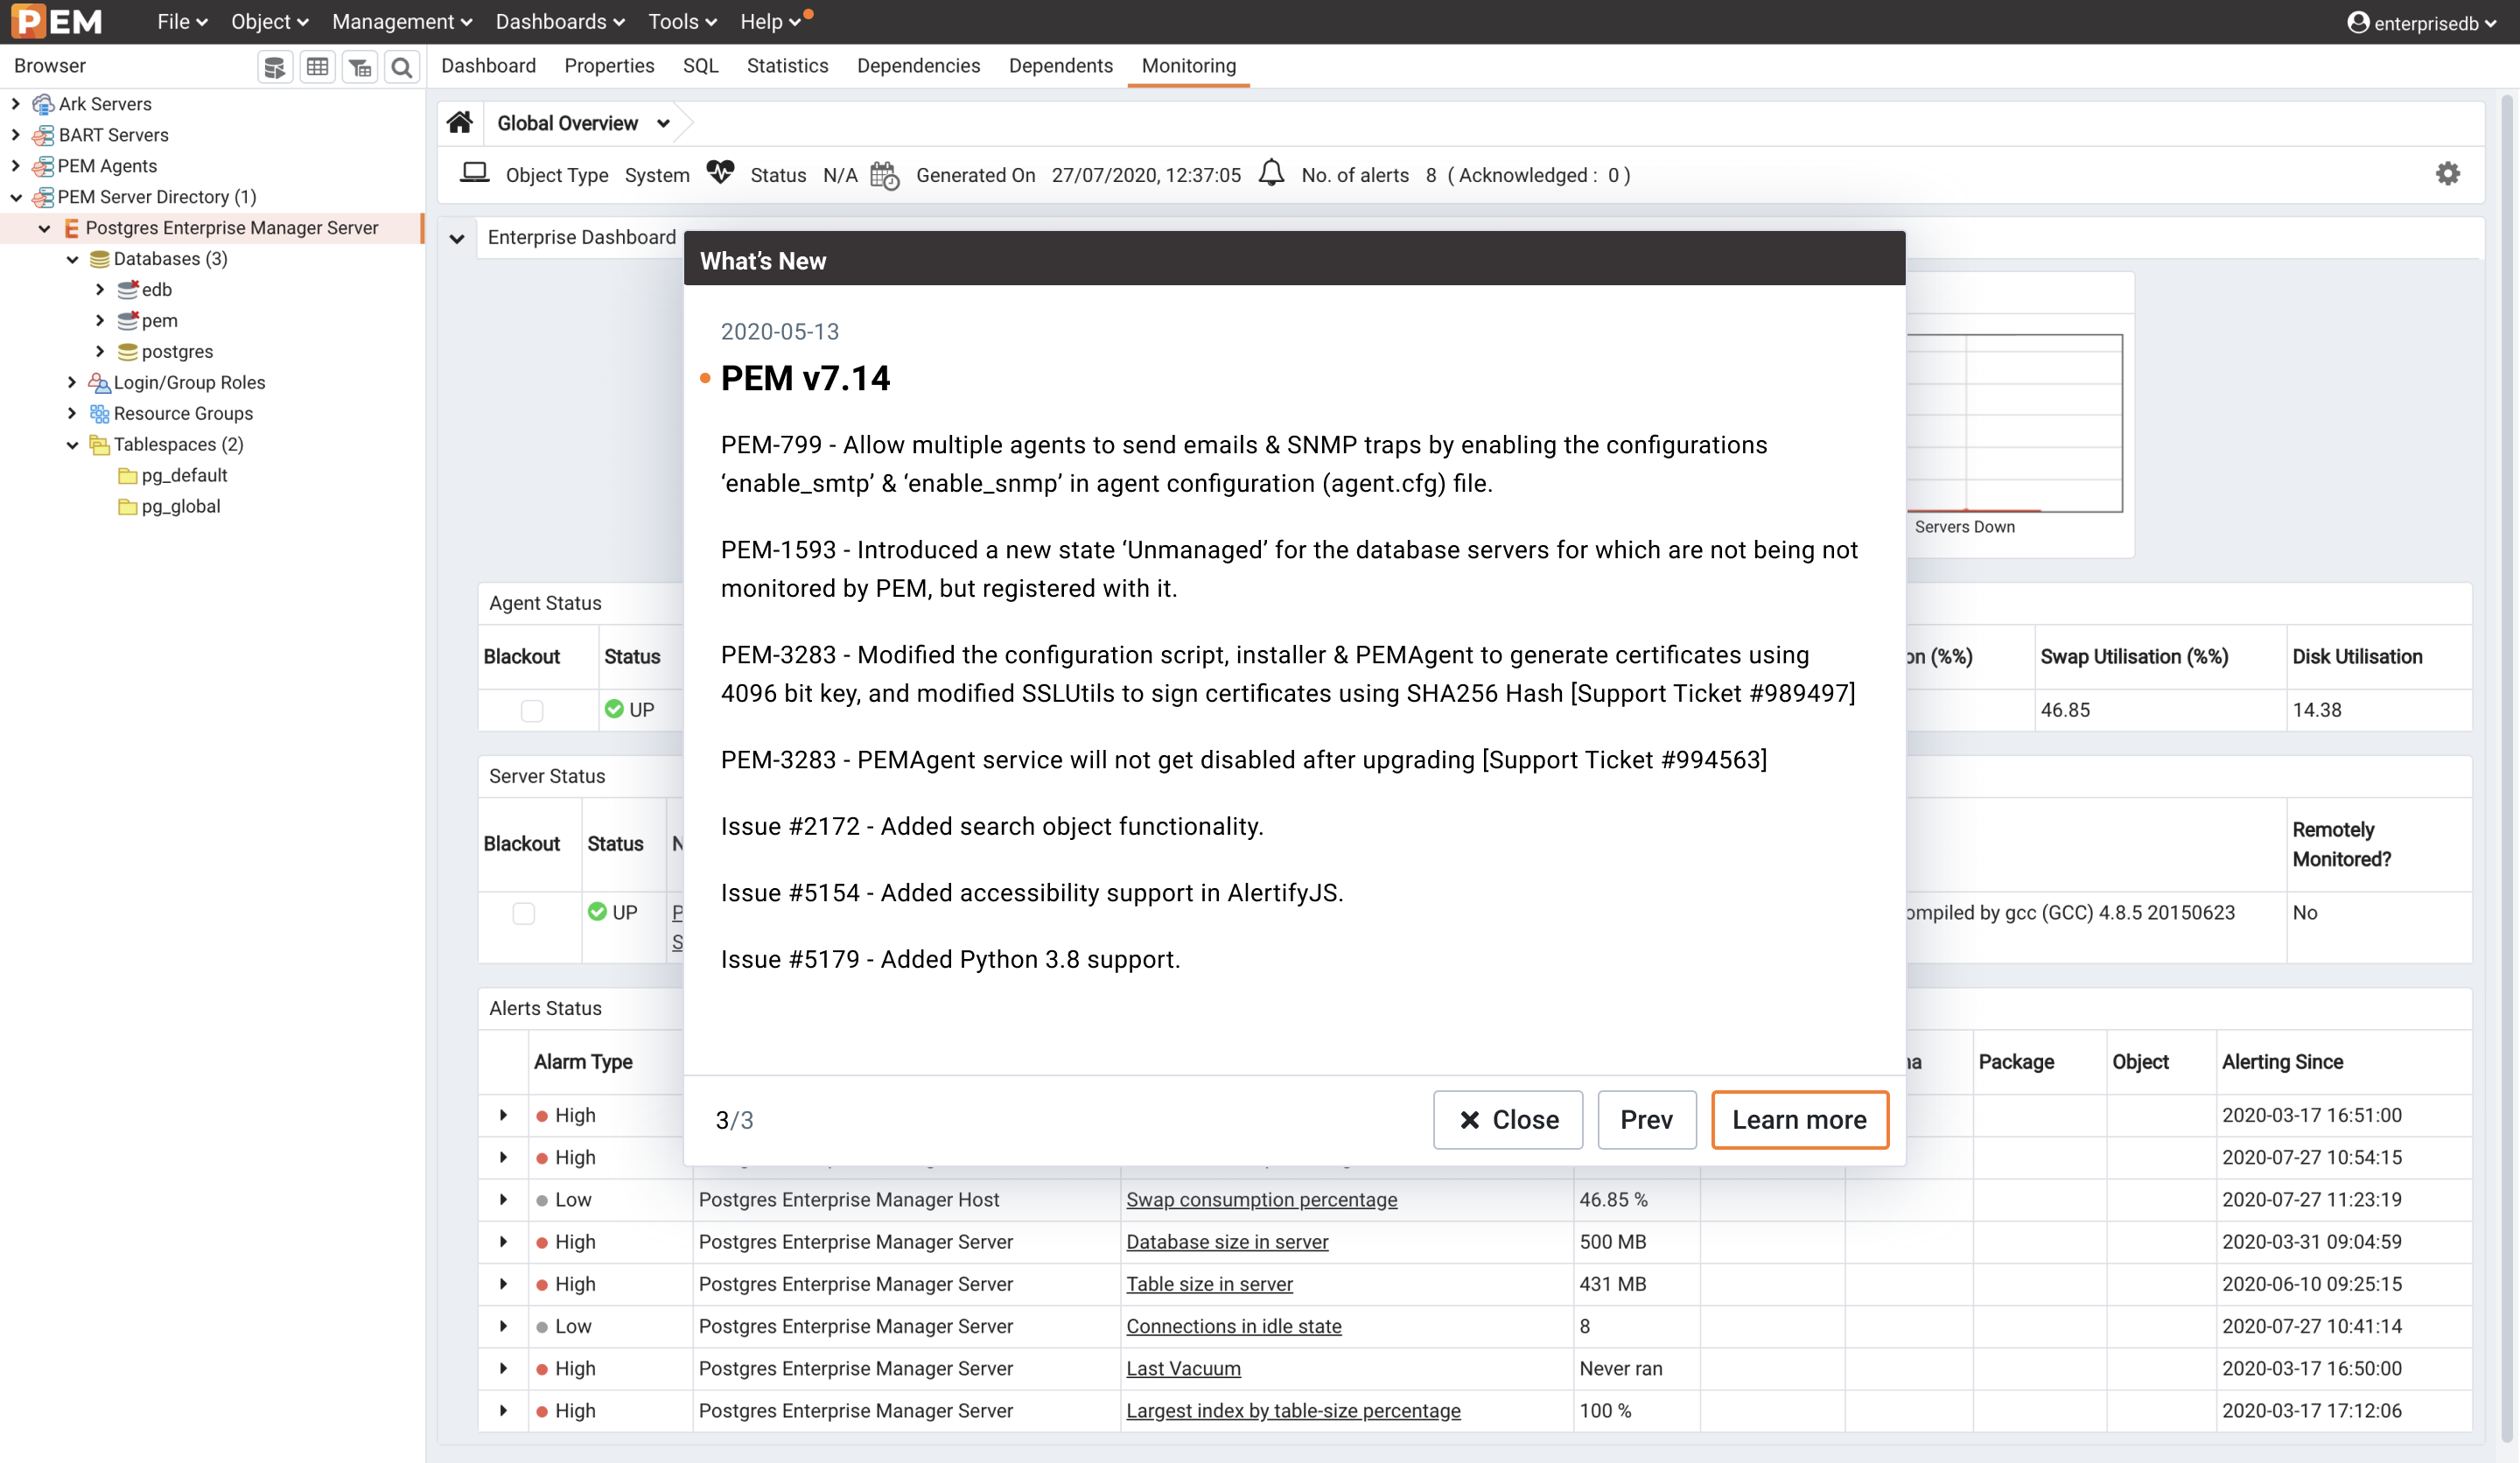 PEM File Object Management Dashboards Tools Help enterprisedb
Browser
Dashboard Properties SQL Statistics Dependencies Dependents Monitoring
Ark Servers
BART Servers
PEM Agents
PEM Server Directory (1)
Postgres Enterprise Manager Server
Databases (3)
edb
pem
postgres
Login/Group Roles
Resource Groups
Tablespaces (2)
pg_default
pg_global
Global Overview
Object Type System Status N/A Generated On 27/07/2020, 12:37:05 No. of alerts 8 ( Acknowledged : 0 )
Enterprise Dashboard
What’s New
2020-05-13
PEM v7.14
PEM-799 - Allow multiple agents to send emails & SNMP traps by enabling the configurations
‘enable_smtp’ & ‘enable_snmp’ in agent configuration (agent.cfg) file.
PEM-1593 - Introduced a new state ‘Unmanaged’ for the database servers for which are not being not
monitored by PEM, but registered with it.
PEM-3283 - Modified the configuration script, installer & PEMAgent to generate certificates using
4096 bit key, and modified SSLUtils to sign certificates using SHA256 Hash [Support Ticket #989497]
PEM-3283 - PEMAgent service will not get disabled after upgrading [Support Ticket #994563]
Issue #2172 - Added search object functionality.
Issue #5154 - Added accessibility support in AlertifyJS.
Issue #5179 - Added Python 3.8 support.
3/3 Close Prev Learn more
Servers Down
Agent Status
Blackout Status on (%%) Swap Utilisation (%%) Disk Utilisation
UP 46.85 14.38
Server Status
Blackout Status N Remotely
Monitored?
UP P ompiled by gcc (GCC) 4.8.5 20150623 No
S
Alerts Status
Alarm Type na Package Object Alerting Since
High 2020-03-17 16:51:00
High 2020-07-27 10:54:15
Low Postgres Enterprise Manager Host Swap consumption percentage 46.85 % 2020-07-27 11:23:19
High Postgres Enterprise Manager Server Database size in server 500 MB 2020-03-31 09:04:59
High Postgres Enterprise Manager Server Table size in server 431 MB 2020-06-10 09:25:15
Low Postgres Enterprise Manager Server Connections in idle state 8 2020-07-27 10:41:14
High Postgres Enterprise Manager Server Last Vacuum Never ran 2020-03-17 16:50:00
High Postgres Enterprise Manager Server Largest index by table-size percentage 100 % 2020-03-17 17:12:06